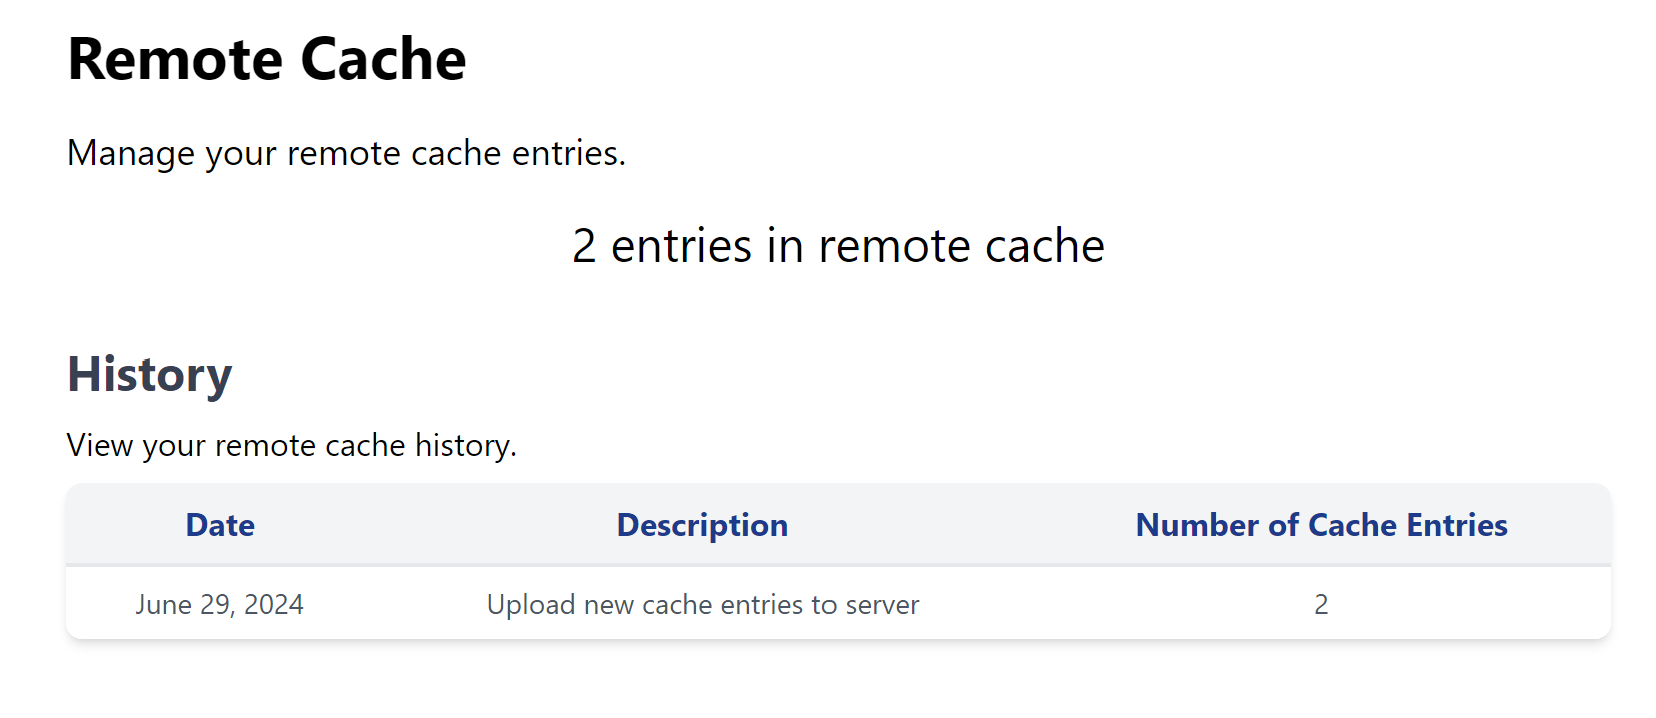 Remote Cache
Manage your remote cache entries.
2 entries in remote cache
History
View your remote cache history.
Date Description Number of Cache Entries
June 29, 2024 Upload new cache entries to server 2